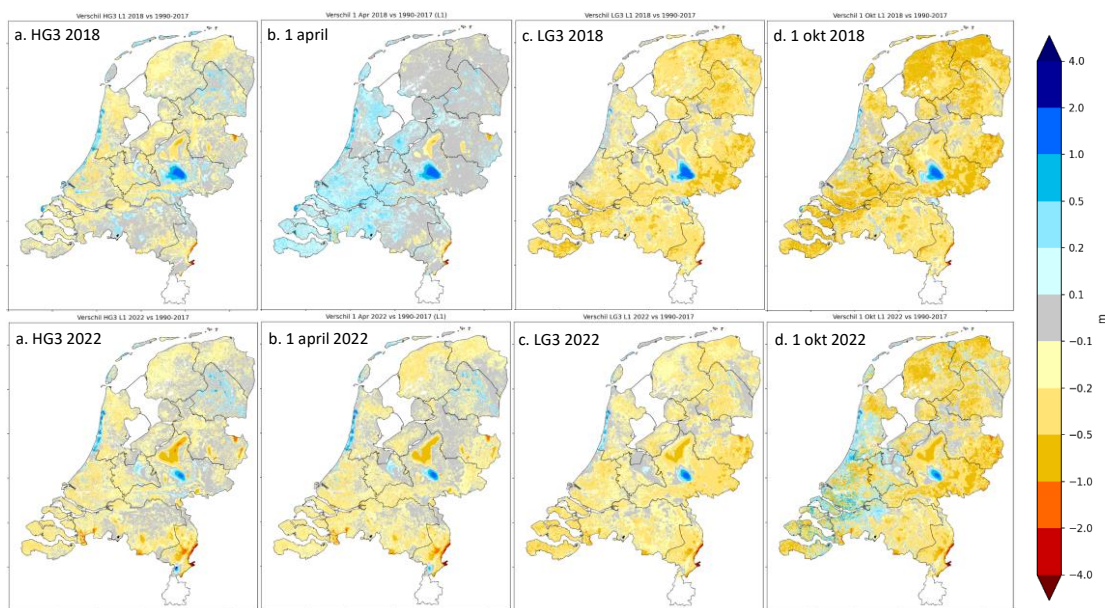 Verschil HG3 L1 2018 vs 1990-2017
Verschil 1 Apr 2018 vs 1990-2017 (L1)
Verschil LG3 L1 2018 vs 1990-2017
Verschil 1 Okt L1 2018 vs 1990-2017
a. HG3 2018
b. 1 april
c. LG3 2018
d. 1 okt 2018
Verschil HG3 L1 2022 vs 1990-2017
Verschil 1 Apr 2022 vs 1990-2017 (L1)
Verschil LG3 L1 2022 vs 1990-2017
Verschil 1 Okt L1 2022 vs 1990-2017
a. HG3 2022
b. 1 april 2022
c. LG3 2022
d. 1 okt 2022
4.0
2.0
1.0
0.5
0.2
0.1
−0.1
−0.2
−0.5
−1.0
−2.0
−4.0
m